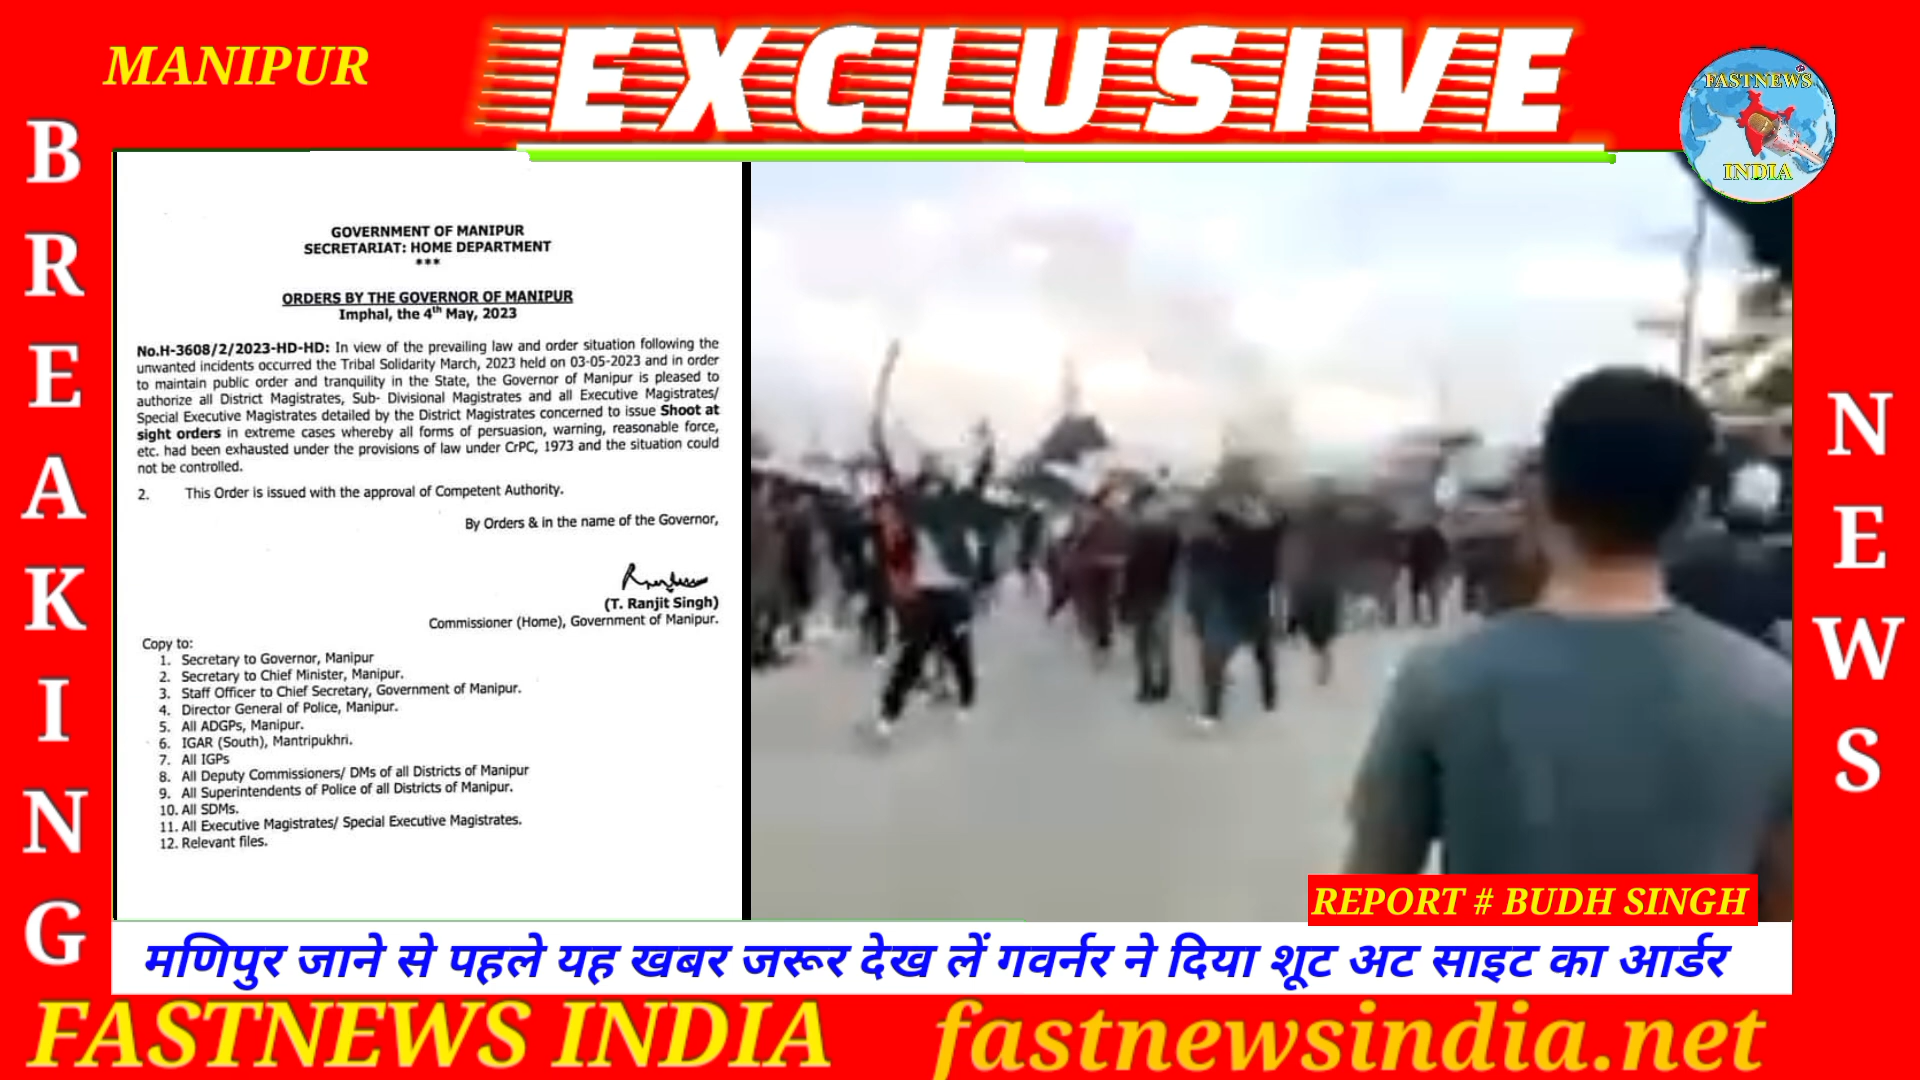 MANIPUR
EXCLUSIVE
FASTNEWS
INDIA
BREAKING
NEWS
GOVERNMENT OF MANIPUR
SECRETARIAT: HOME DEPARTMENT
***
ORDERS BY THE GOVERNOR OF MANIPUR
Imphal, the 4th May, 2023
No.H-3608/2/2023-HD-HD: In view of the prevailing law and order situation following the
unwanted incidents occurred the Tribal Solidarity March, 2023 held on 03-05-2023 and in order
to maintain public order and tranquility in the State, the Governor of Manipur is pleased to
authorize all District Magistrates, Sub- Divisional Magistrates and all Executive Magistrates/
Special Executive Magistrates detailed by the District Magistrates concerned to issue Shoot at
sight orders in extreme cases whereby all forms of persuasion, warning, reasonable force,
etc. had been exhausted under the provisions of law under CrPC, 1973 and the situation could
not be controlled.
2. This Order is issued with the approval of Competent Authority.
By Orders & in the name of the Governor,
(T. Ranjit Singh)
Commissioner (Home), Government of Manipur.
Copy to:
1. Secretary to Governor, Manipur
2. Secretary to Chief Minister, Manipur.
3. Staff Officer to Chief Secretary, Government of Manipur.
4. Director General of Police, Manipur.
5. All ADGPs, Manipur.
6. IGAR (South), Mantripukhri.
7. All IGPs
8. All Deputy Commissioners/ DMs of all Districts of Manipur
9. All Superintendents of Police of all Districts of Manipur.
10. All SDMs.
11. All Executive Magistrates/ Special Executive Magistrates.
12. Relevant files.
REPORT # BUDH SINGH
मणिपुर जाने से पहले यह खबर जरूर देख लें गवर्नर ने दिया शूट अट साइट का आर्डर
FASTNEWS INDIA fastnewsindia.net